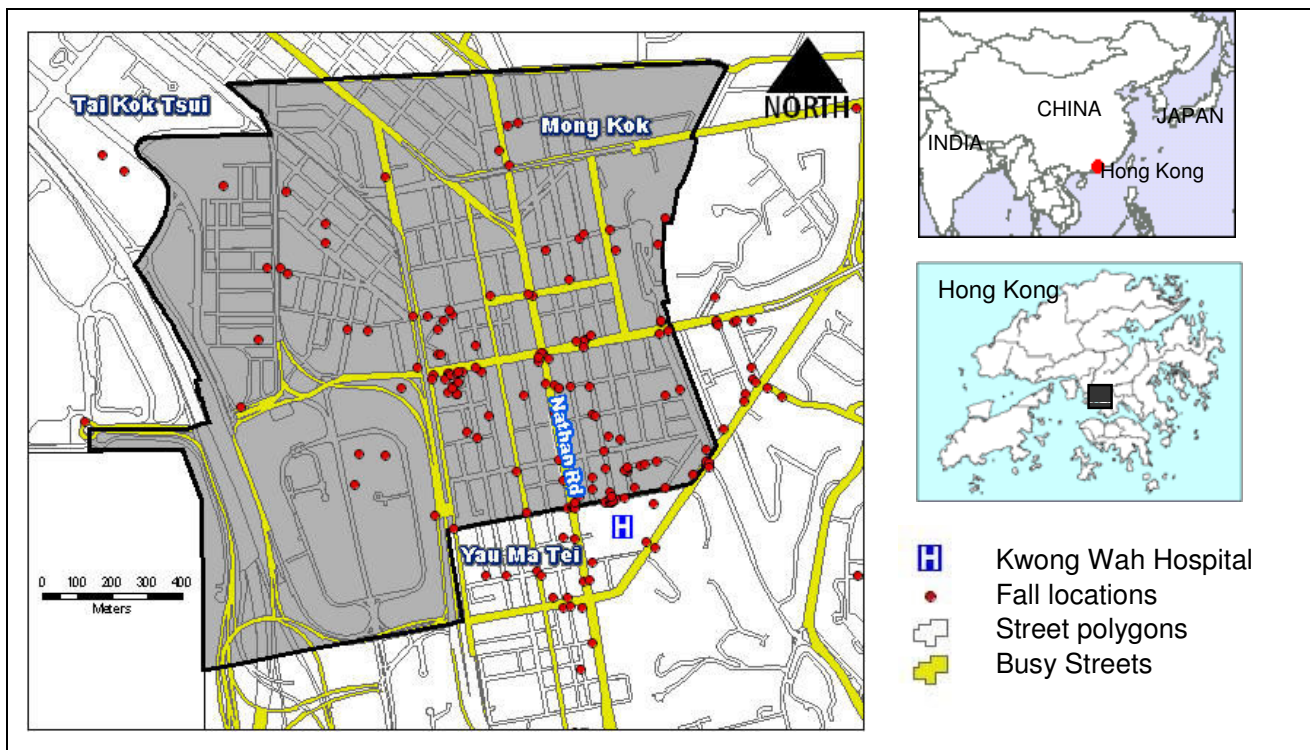 Tai Kok Tsui
Mong Kok
NORTH
Nathan Rd
Yau Ma Tei
0 100 200 300 400
Meters
H
CHINA
JAPAN
INDIA
Hong Kong
Hong Kong
H Kwong Wah Hospital
Fall locations
Street polygons
Busy Streets